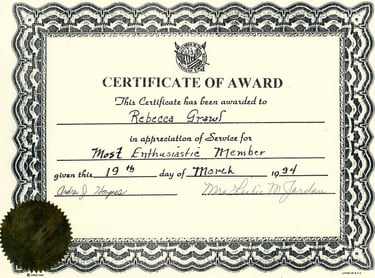 CERTIFICATE OF AWARD
This Certificate has been awarded to
Rebecca
in appreciation of Service for
Most Enthusiastic Member
given this 19th day of March 1994